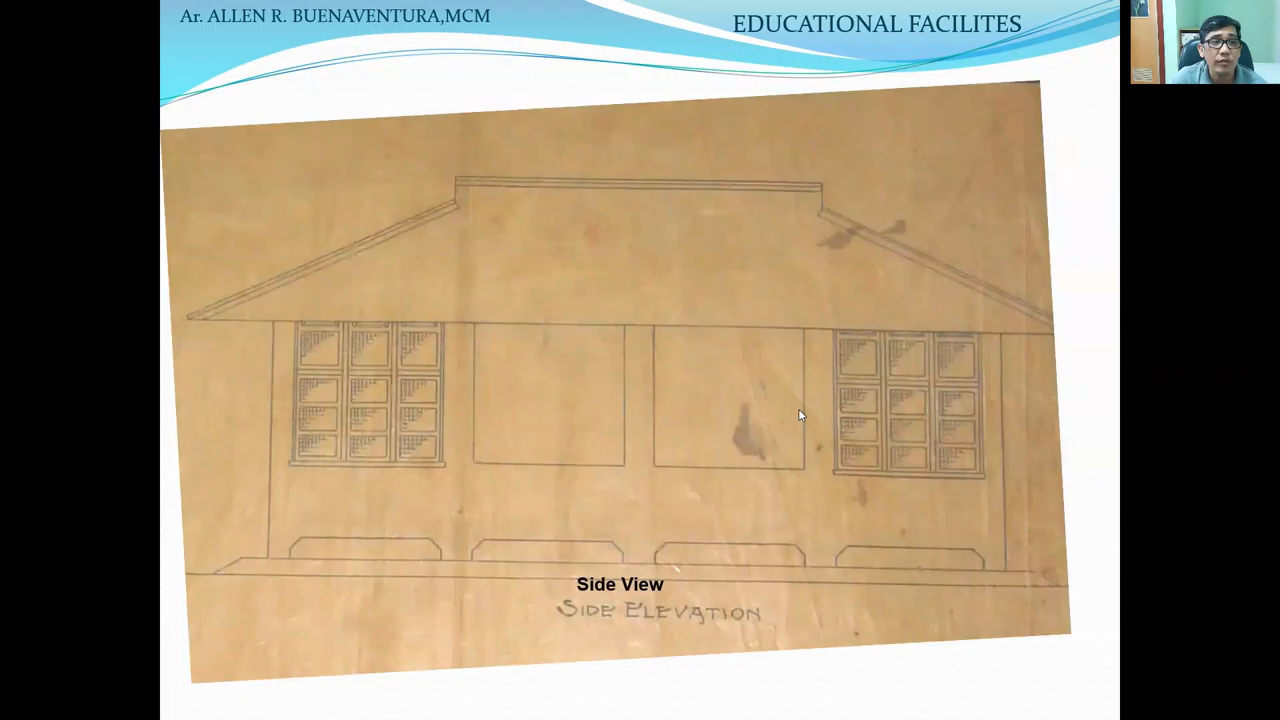 Ar. ALLEN R. BUENAVENTURA,MCM
EDUCATIONAL FACILITES
Side View
SIDE ELEVATION